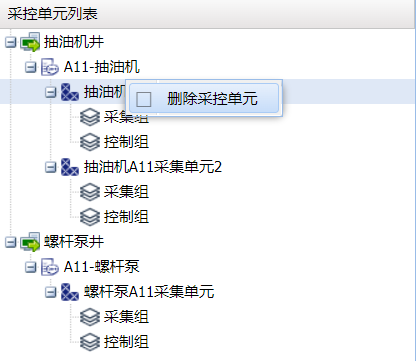 采控单元列表
抽油机井
A11-抽油机
抽油机
删除采控单元
采集组
控制组
抽油机A11采集单元2
采集组
控制组
螺杆泵井
A11-螺杆泵
螺杆泵A11采集单元
采集组
控制组